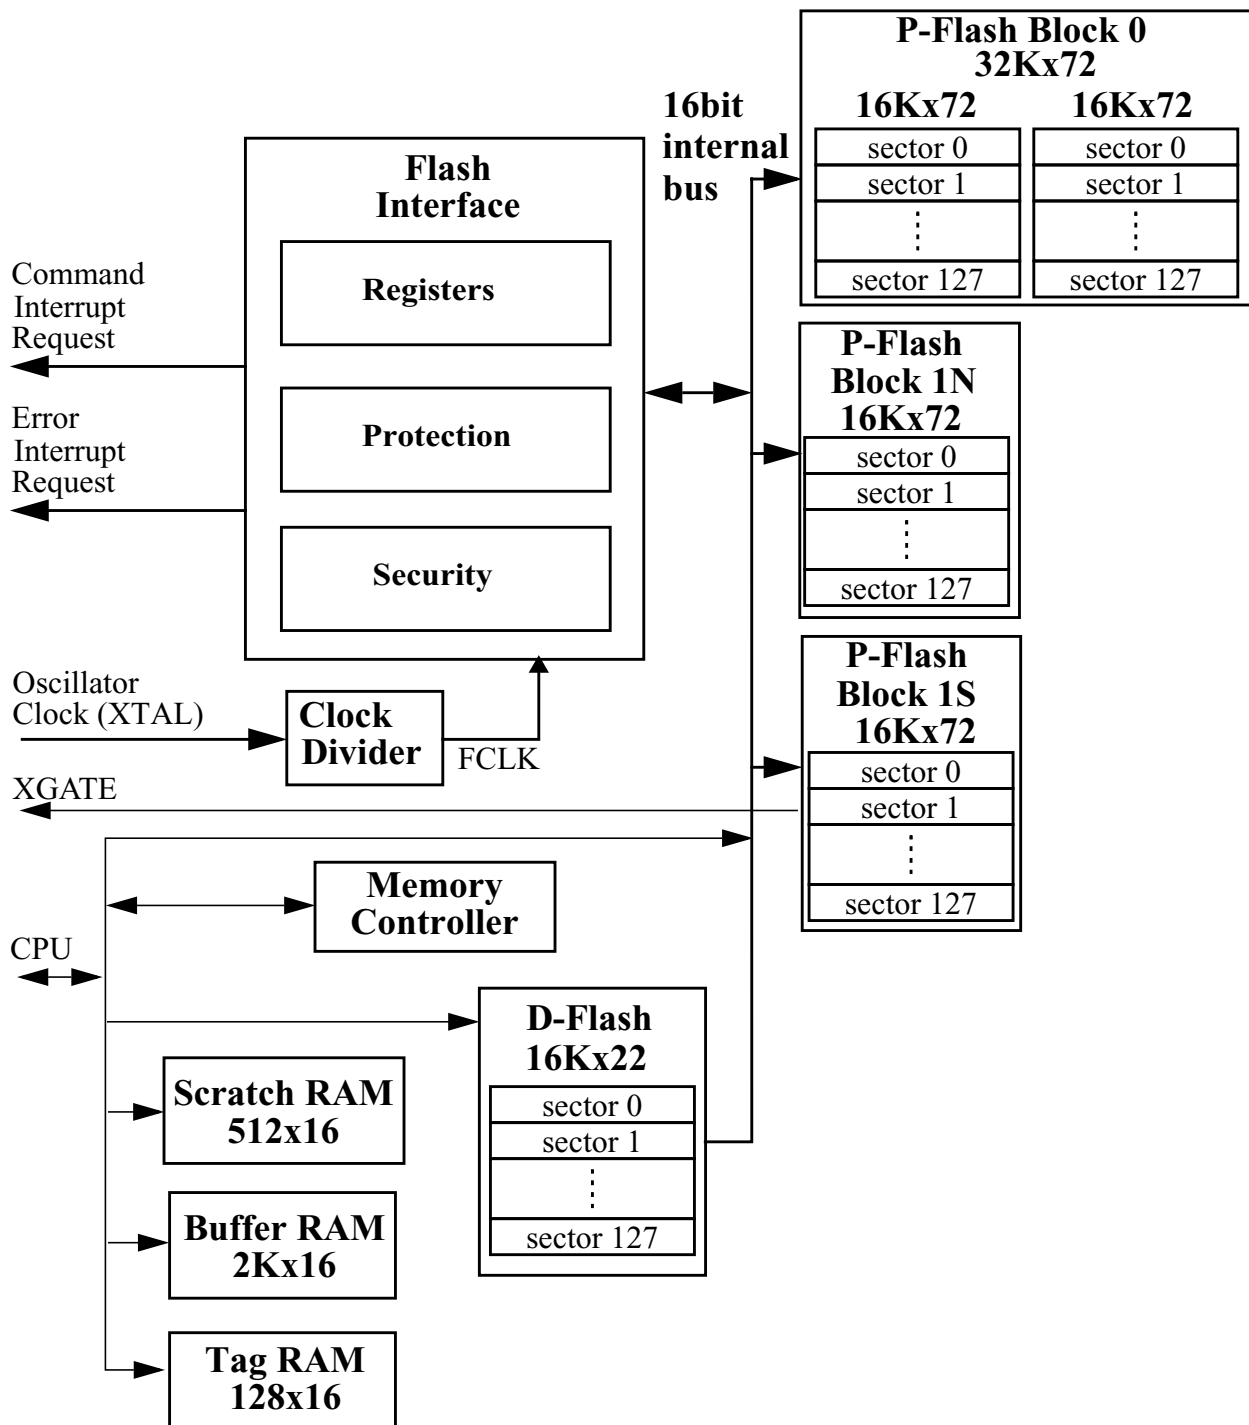 P-Flash Block 0
32Kx72
16Kx72
16Kx72
sector 0
sector 1
sector 127
sector 0
sector 1
sector 127
16bit
internal
bus
Flash
Interface
Registers
Protection
Security
Command
Interrupt
Request
Error
Interrupt
Request
P-Flash
Block 1N
16Kx72
sector 0
sector 1
sector 127
P-Flash
Block 1S
16Kx72
sector 0
sector 1
sector 127
Oscillator
Clock (XTAL)
Clock
Divider
FCLK
XGATE
Memory
Controller
CPU
D-Flash
16Kx22
sector 0
sector 1
sector 127
Scratch RAM
512x16
Buffer RAM
2Kx16
Tag RAM
128x16